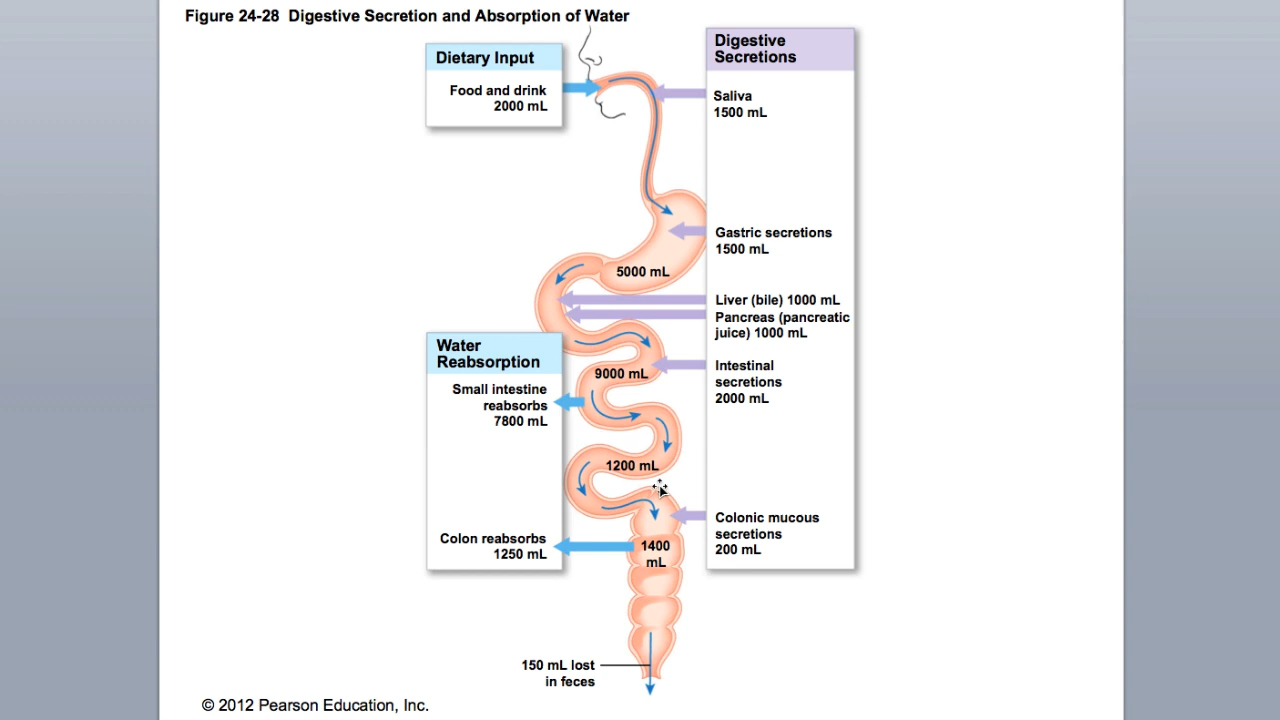 Figure 24-28  Digestive Secretion and Absorption of Water
Dietary Input
Food and drink
2000 mL
Digestive
Secretions
Saliva
1500 mL
Gastric secretions
1500 mL
5000 mL
Liver (bile) 1000 mL
Pancreas (pancreatic
juice) 1000 mL
Water
Reabsorption
9000 mL
Intestinal
secretions
2000 mL
Small intestine
reabsorbs
7800 mL
1200 mL
Colonic mucous
secretions
200 mL
Colon reabsorbs
1250 mL
1400
mL
150 mL lost
in feces
© 2012 Pearson Education, Inc.